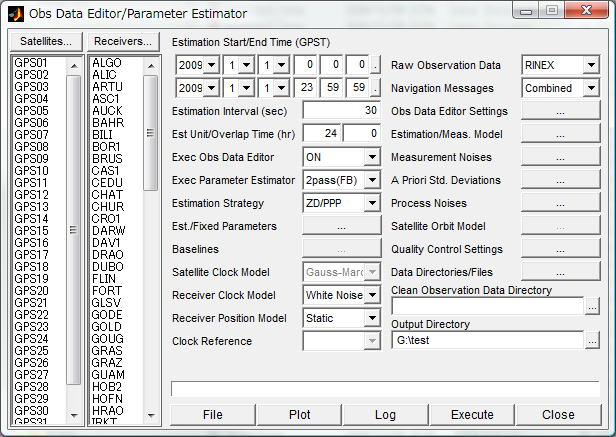 Obs Data Editor/Parameter Estimator
Satellites...
Receivers...
GPS01
GPS02
GPS03
GPS04
GPS05
GPS06
GPS07
GPS08
GPS09
GPS10
GPS11
GPS12
GPS13
GPS14
GPS15
GPS16
GPS17
GPS18
GPS19
GPS20
GPS21
GPS22
GPS23
GPS24
GPS25
GPS26
GPS27
GPS28
GPS29
GPS30
GPS31
ALGO
ALIC
ARTU
ASC1
AUCK
BAHR
BILI
BOR1
BRUS
CAS1
CEDU
CHAT
CHUR
CRO1
DARW
DAV1
DRAO
DUBO
FLIN
FORT
GLSV
GODE
GOLD
GOUG
GRAS
GRAZ
GUAM
HOB2
HOFN
HRAO
IRKT
Estimation Start/End Time (GPST)
2009 1 1 0 0 0 .
2009 1 1 23 59 59 .
Estimation Interval (sec) 30
Est Unit/Overlap Time (hr) 24 0
Exec Obs Data Editor ON
Exec Parameter Estimator 2pass(FB)
Estimation Strategy ZD/PPP
Est./Fixed Parameters ...
Baselines ...
Satellite Clock Model Gauss-Marc
Receiver Clock Model White Noise
Receiver Position Model Static
Clock Reference
Raw Observation Data RINEX
Navigation Messages Combined
Obs Data Editor Settings ...
Estimation/Meas. Model ...
Measurement Noises ...
A Priori Std. Deviations ...
Process Noises ...
Satellite Orbit Model ...
Quality Control Settings ...
Data Directories/Files ...
Clean Observation Data Directory
...
Output Directory
G:\test ...
File Plot Log Execute Close